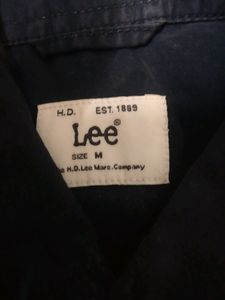 H.D. EST. 1889
Lee®
SIZE M
H.D.Lee Merc. Company